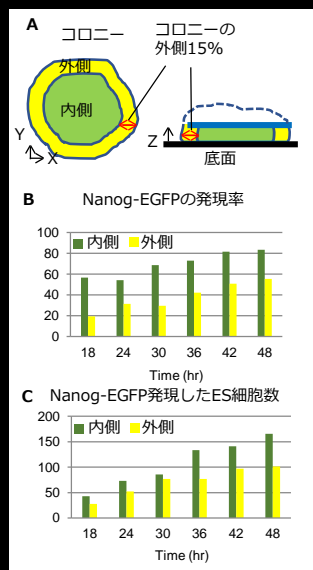 A
コロニー
コロニーの
外側15%
外側
内側
Y
X
Z
底面
B
Nanog-EGFPの発現率
内側 外側
100
80
60
40
20
0
18 24 30 36 42 48
Time (hr)
C Nanog-EGFP発現したES細胞数
内側 外側
200
150
100
50
0
18 24 30 36 42 48
Time (hr)